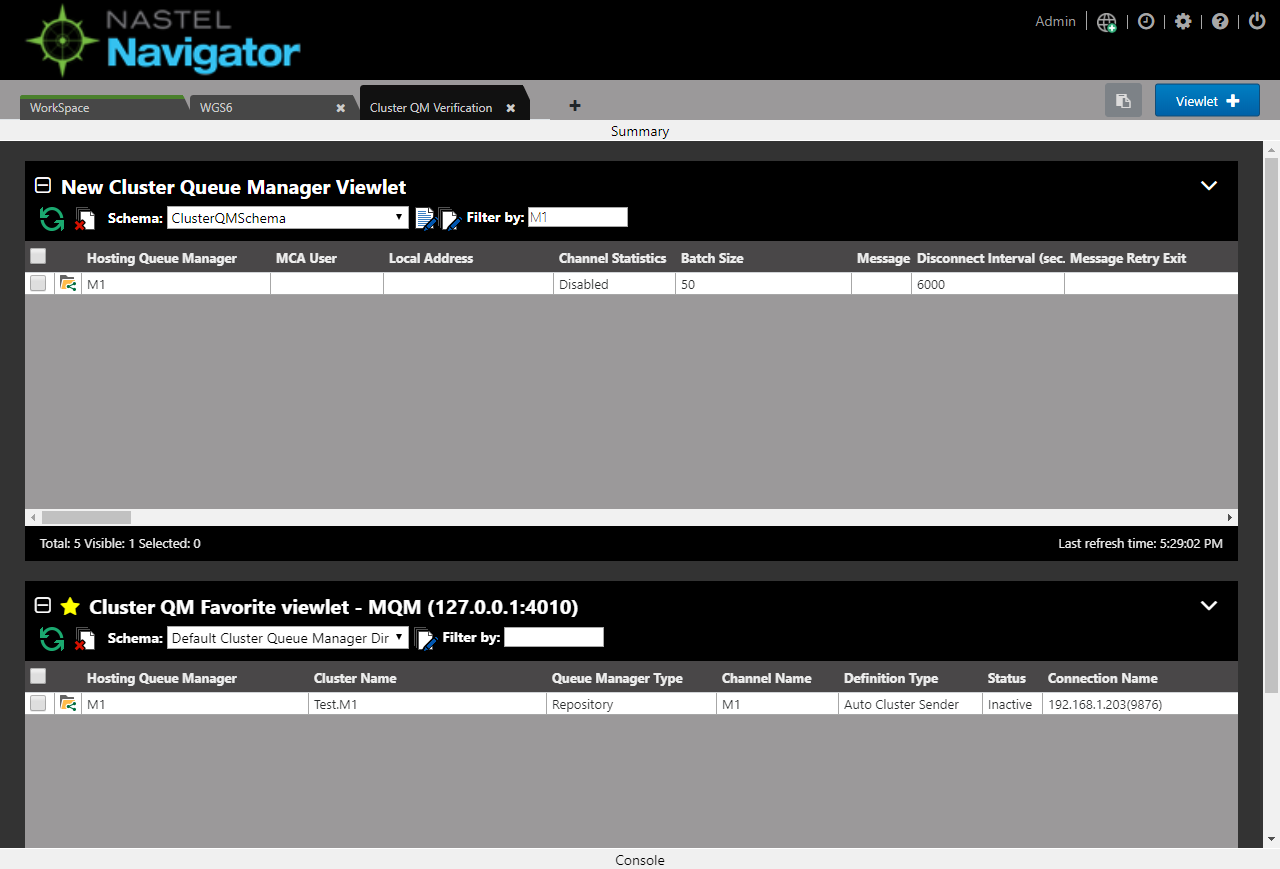 NASTEL
Navigator
Admin
WorkSpace
WGS6
Cluster QM Verification
Viewlet
Summary
New Cluster Queue Manager Viewlet
Schema: ClusterQMSchema Filter by: M1
Hosting Queue Manager MCA User Local Address Channel Statistics Batch Size Message Disconnect Interval (sec. Message Retry Exit
M1 Disabled 50 6000
Total: 5 Visible: 1 Selected: 0 Last refresh time: 5:29:02 PM
Cluster QM Favorite viewlet - MQM (127.0.0.1:4010)
Schema: Default Cluster Queue Manager Dir Filter by:
Hosting Queue Manager Cluster Name Queue Manager Type Channel Name Definition Type Status Connection Name
M1 Test.M1 Repository M1 Auto Cluster Sender Inactive 192.168.1.203(9876)
Console